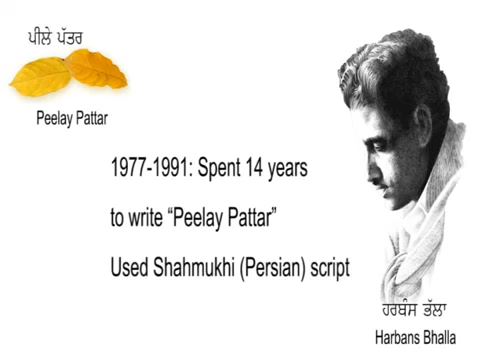 ਪੀਲੇ ਪੱਤਰ
Peelay Pattar
1977-1991: Spent 14 years
to write “Peelay Pattar”
Used Shahmukhi (Persian) script
ਹਰਬੰਸ ਭੱਲਾ
Harbans Bhalla